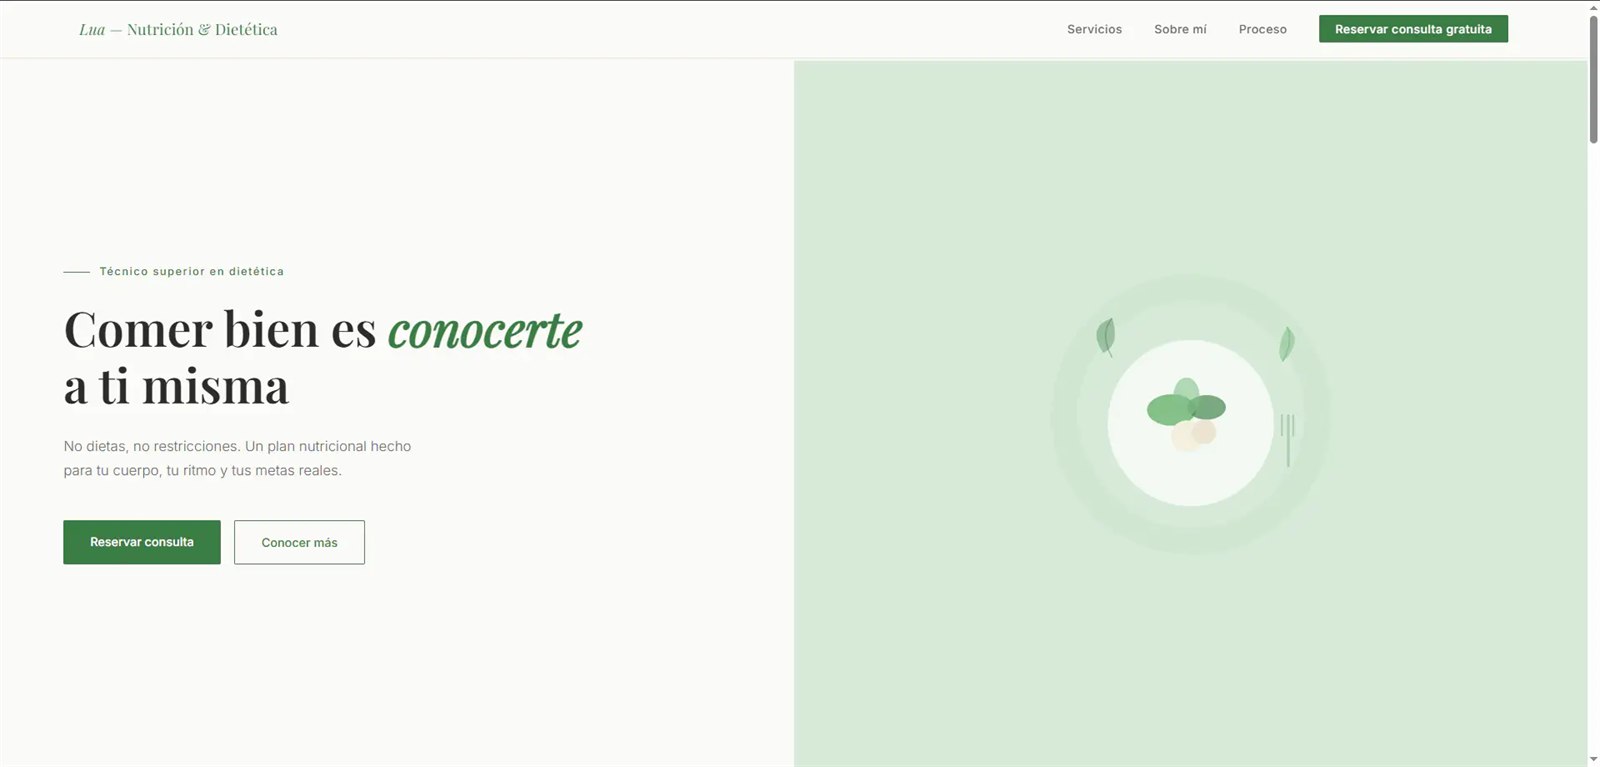 Lua — Nutrición & Dietética
Servicios
Sobre mí
Proceso
Reservar consulta gratuita
Técnico superior en dietética
Comer bien es conocerte
a ti misma
No dietas, no restricciones. Un plan nutricional hecho
para tu cuerpo, tu ritmo y tus metas reales.
Reservar consulta
Conocer más